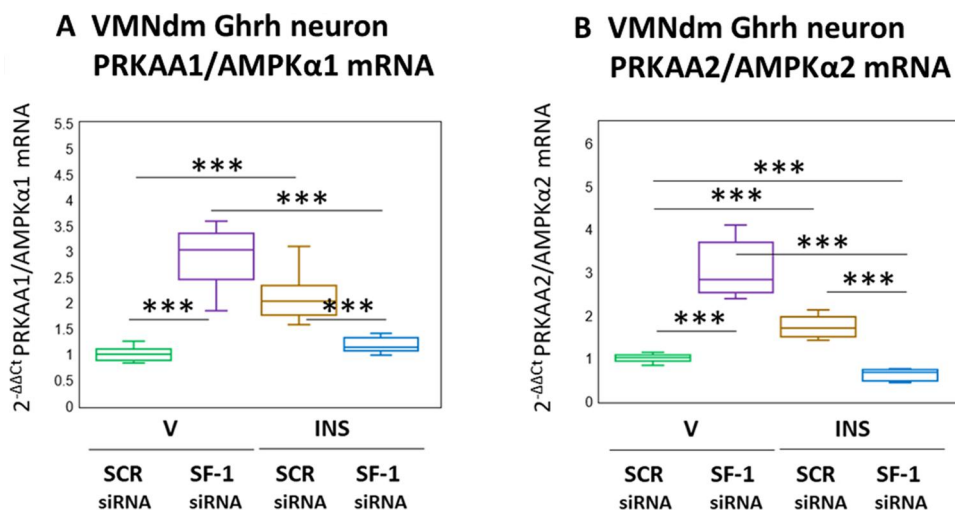 A VMNdm Ghrh neuron
PRKAA1/AMPKα1 mRNA
2-ΔΔCt PRKAA1/AMPKα1 mRNA
5.5
5
4.5
4
3.5
3
2.5
2
1.5
1
0.5
0
***
***
***
***
V INS
SCR SF-1 SCR SF-1
siRNA siRNA siRNA siRNA
B VMNdm Ghrh neuron
PRKAA2/AMPKα2 mRNA
2-ΔΔCt PRKAA2/AMPKα2 mRNA
6
5
4
3
2
1
0
***
***
***
***
***
V INS
SCR SF-1 SCR SF-1
siRNA siRNA siRNA siRNA